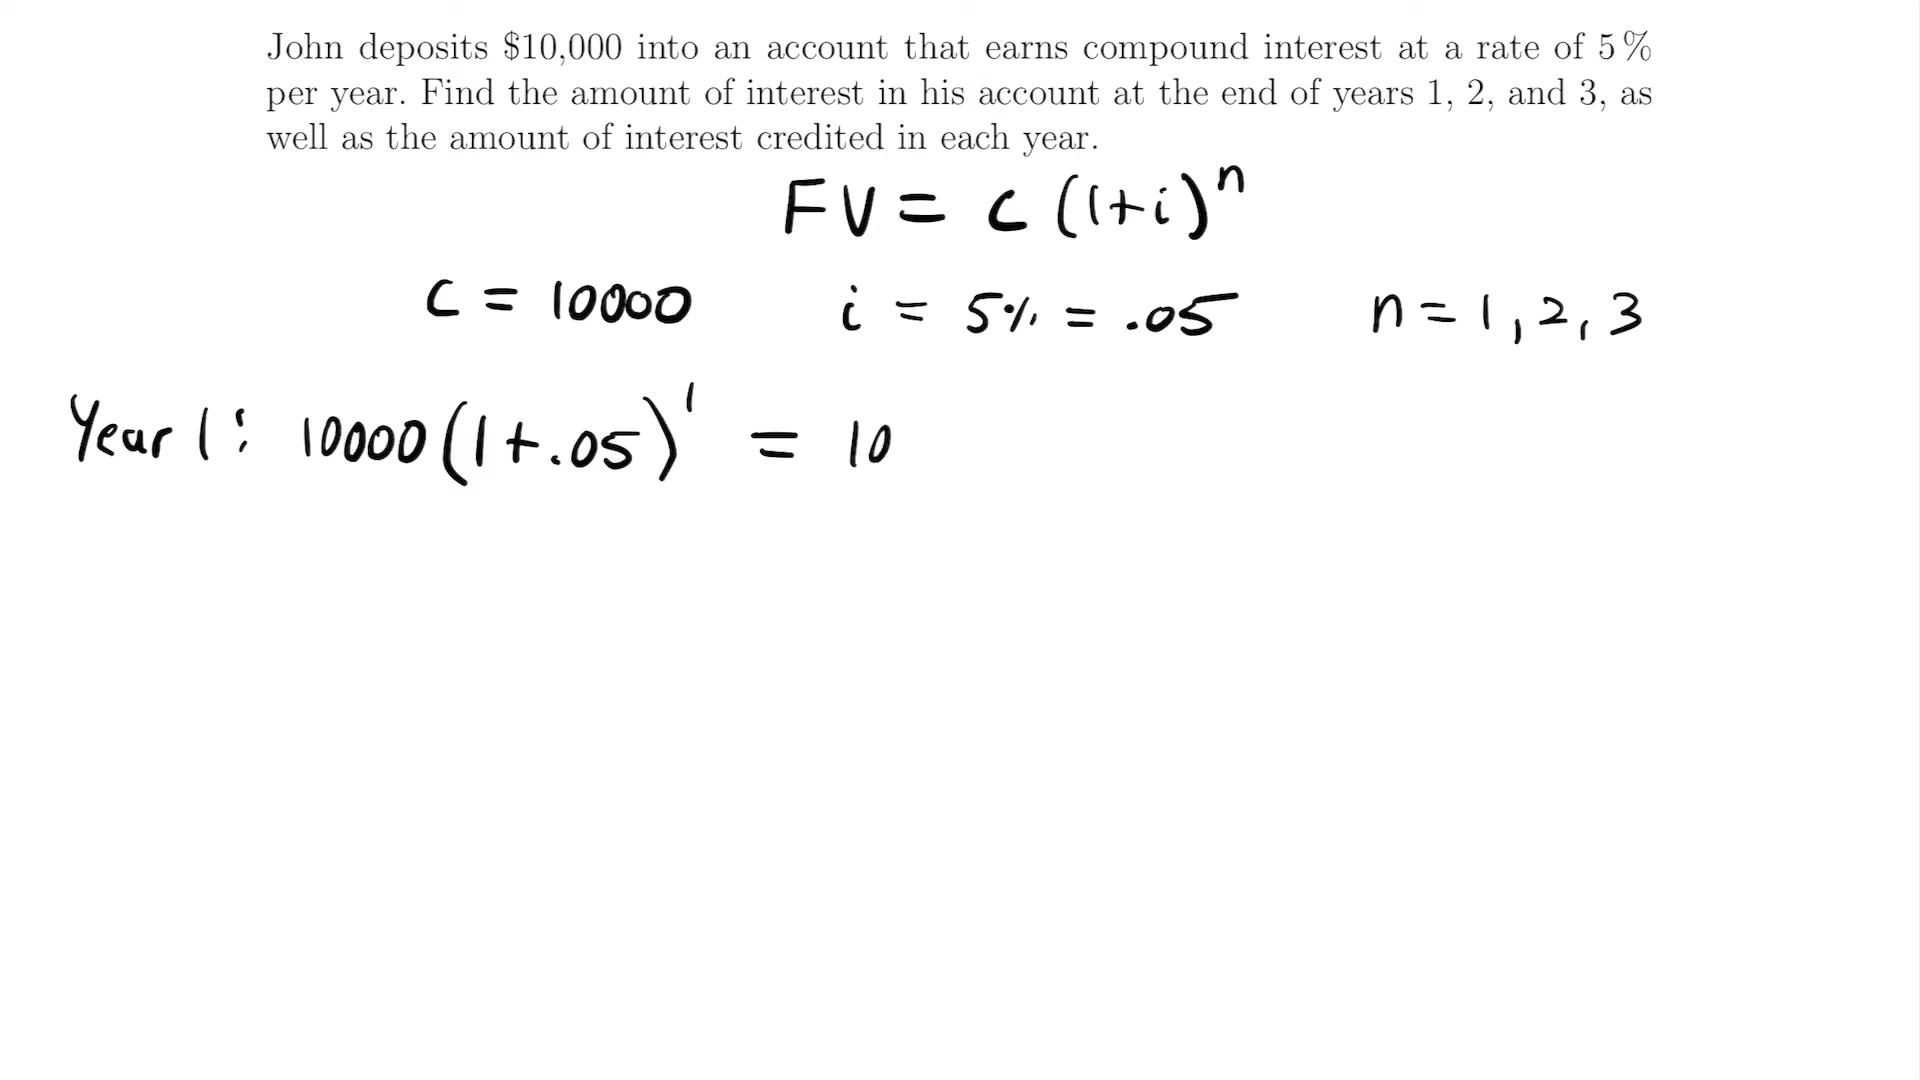 John deposits $10,000 into an account that earns compound interest at a rate of 5 %
per year. Find the amount of interest in his account at the end of years 1, 2, and 3, as
well as the amount of interest credited in each year.
FV = c (1+i)^n
c = 10000 i = 5% = .05 n = 1, 2, 3
Year 1: 10000(1+.05)^1 = 10